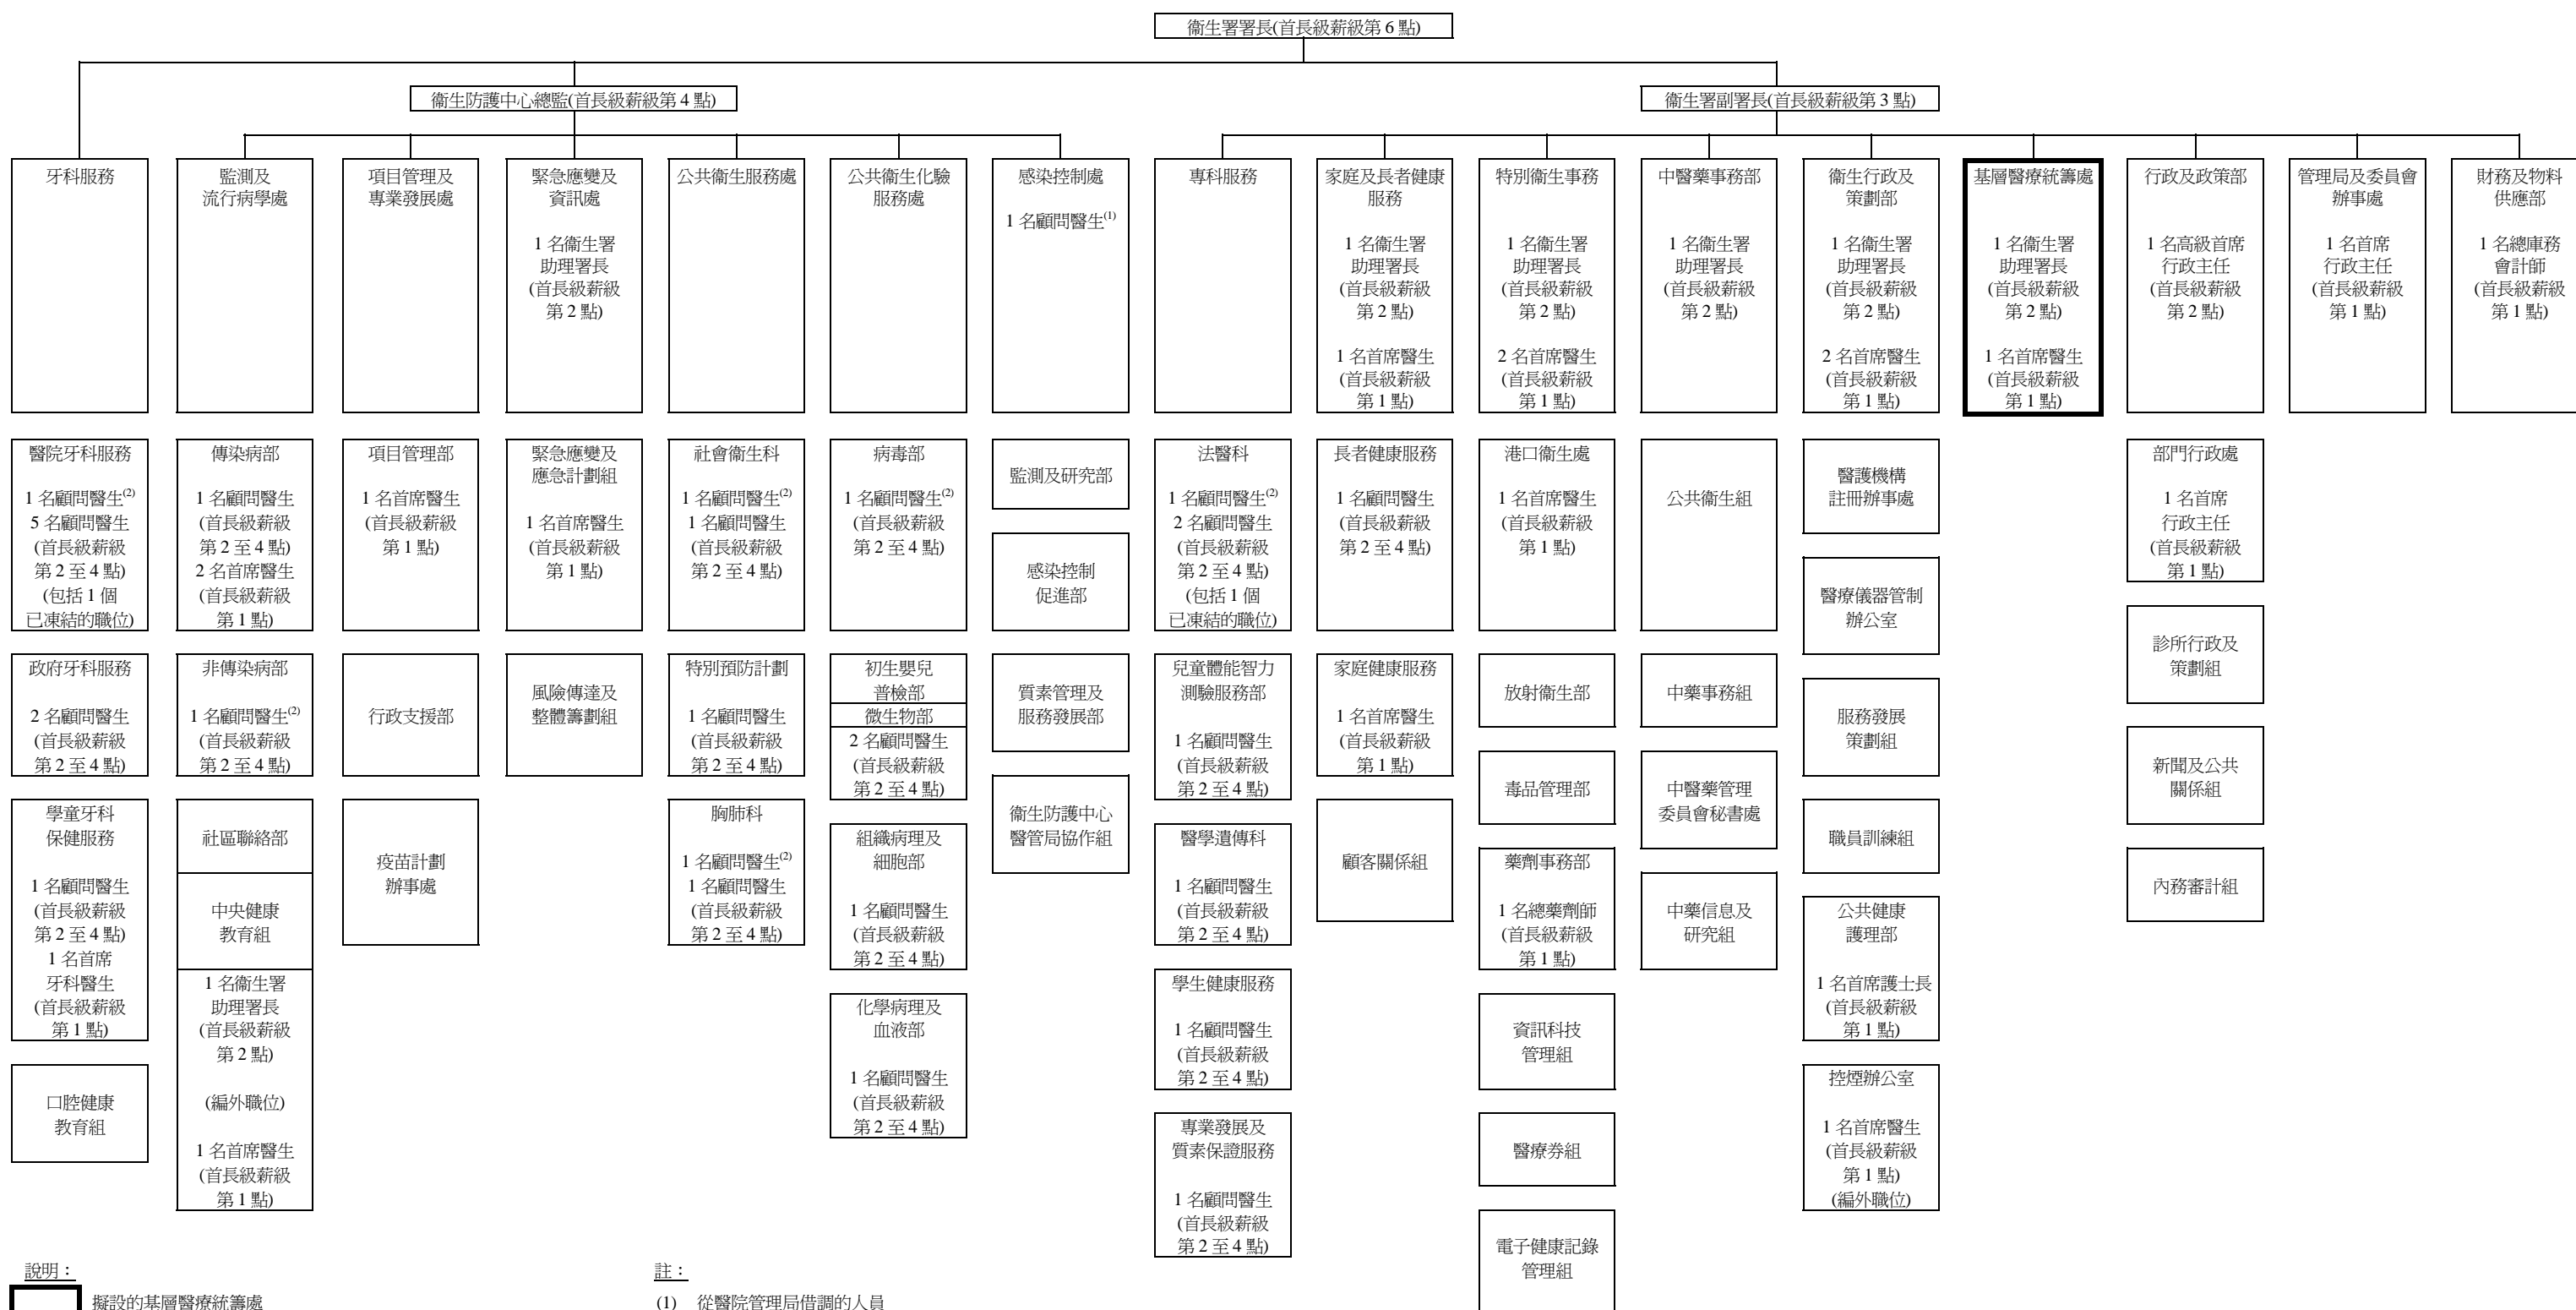 衞生署署長(首長級薪級第 6 點)
衞生防護中心總監(首長級薪級第 4 點)
衞生署副署長(首長級薪級第 3 點)
牙科服務
醫院牙科服務
1 名顧問醫生(2)
5 名顧問醫生
(首長級薪級
第 2 至 4 點)
(包括 1 個
已凍結的職位)
政府牙科服務
2 名顧問醫生
(首長級薪級
第 2 至 4 點)
學童牙科
保健服務
1 名顧問醫生
(首長級薪級
第 2 至 4 點)
1 名首席
牙科醫生
(首長級薪級
第 1 點)
口腔健康
教育組
監測及
流行病學處
傳染病部
1 名顧問醫生
(首長級薪級
第 2 至 4 點)
2 名首席醫生
(首長級薪級
第 1 點)
非傳染病部
1 名顧問醫生(2)
(首長級薪級
第 2 至 4 點)
社區聯絡部
中央健康
教育組
1 名衞生署
助理署長
(首長級薪級
第 2 點)
(編外職位)
1 名首席醫生
(首長級薪級
第 1 點)
項目管理及
專業發展處
項目管理部
1 名首席醫生
(首長級薪級
第 1 點)
行政支援部
疫苗計劃
辦事處
緊急應變及
資訊處
1 名衞生署
助理署長
(首長級薪級
第 2 點)
緊急應變及
應急計劃組
1 名首席醫生
(首長級薪級
第 1 點)
風險傳達及
整體籌劃組
公共衞生服務處
社會衞生科
1 名顧問醫生(2)
1 名顧問醫生
(首長級薪級
第 2 至 4 點)
特別預防計劃
1 名顧問醫生
(首長級薪級
第 2 至 4 點)
胸肺科
1 名顧問醫生(2)
1 名顧問醫生
(首長級薪級
第 2 至 4 點)
公共衞生化驗
服務處
病毒部
1 名顧問醫生(2)
(首長級薪級
第 2 至 4 點)
初生嬰兒
普檢部
微生物部
2 名顧問醫生
(首長級薪級
第 2 至 4 點)
組織病理及
細胞部
1 名顧問醫生
(首長級薪級
第 2 至 4 點)
化學病理及
血液部
1 名顧問醫生
(首長級薪級
第 2 至 4 點)
感染控制處
1 名顧問醫生(1)
監測及研究部
感染控制
促進部
質素管理及
服務發展部
衞生防護中心
醫管局協作組
專科服務
法醫科
1 名顧問醫生(2)
2 名顧問醫生
(首長級薪級
第 2 至 4 點)
(包括 1 個
已凍結的職位)
兒童體能智力
測驗服務部
1 名顧問醫生
(首長級薪級
第 2 至 4 點)
醫學遺傳科
1 名顧問醫生
(首長級薪級
第 2 至 4 點)
學生健康服務
1 名顧問醫生
(首長級薪級
第 2 至 4 點)
專業發展及
質素保證服務
1 名顧問醫生
(首長級薪級
第 2 至 4 點)
家庭及長者健康
服務
1 名衞生署
助理署長
(首長級薪級
第 2 點)
1 名首席醫生
(首長級薪級
第 1 點)
長者健康服務
1 名顧問醫生
(首長級薪級
第 2 至 4 點)
家庭健康服務
1 名首席醫生
(首長級薪級
第 1 點)
顧客關係組
特別衞生事務
1 名衞生署
助理署長
(首長級薪級
第 2 點)
2 名首席醫生
(首長級薪級
第 1 點)
港口衞生處
1 名首席醫生
(首長級薪級
第 1 點)
放射衞生部
毒品管理部
藥劑事務部
1 名總藥劑師
(首長級薪級
第 1 點)
資訊科技
管理組
醫療券組
電子健康記錄
管理組
中醫藥事務部
1 名衞生署
助理署長
(首長級薪級
第 2 點)
公共衞生組
中藥事務組
中醫藥管理
委員會秘書處
中藥信息及
研究組
衞生行政及
策劃部
1 名衞生署
助理署長
(首長級薪級
第 2 點)
2 名首席醫生
(首長級薪級
第 1 點)
醫護機構
註冊辦事處
醫療儀器管制
辦公室
服務發展
策劃組
職員訓練組
公共健康
護理部
1 名首席護士長
(首長級薪級
第 1 點)
控煙辦公室
1 名首席醫生
(首長級薪級
第 1 點)
(編外職位)
基層醫療統籌處
1 名衞生署
助理署長
(首長級薪級
第 2 點)
1 名首席醫生
(首長級薪級
第 1 點)
行政及政策部
1 名高級首席
行政主任
(首長級薪級
第 2 點)
部門行政處
1 名首席
行政主任
(首長級薪級
第 1 點)
診所行政及
策劃組
新聞及公共
關係組
內務審計組
管理局及委員會
辦事處
1 名首席
行政主任
(首長級薪級
第 1 點)
財務及物料
供應部
1 名總庫務
會計師
(首長級薪級
第 1 點)
說明：
擬設的基層醫療統籌處
註：
(1) 從醫院管理局借調的人員